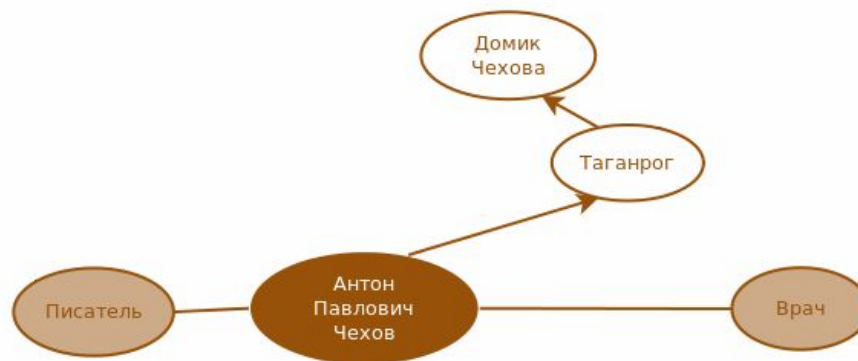 Домик
Чехова
Таганрог
Антон
Павлович
Чехов
Писатель
Врач